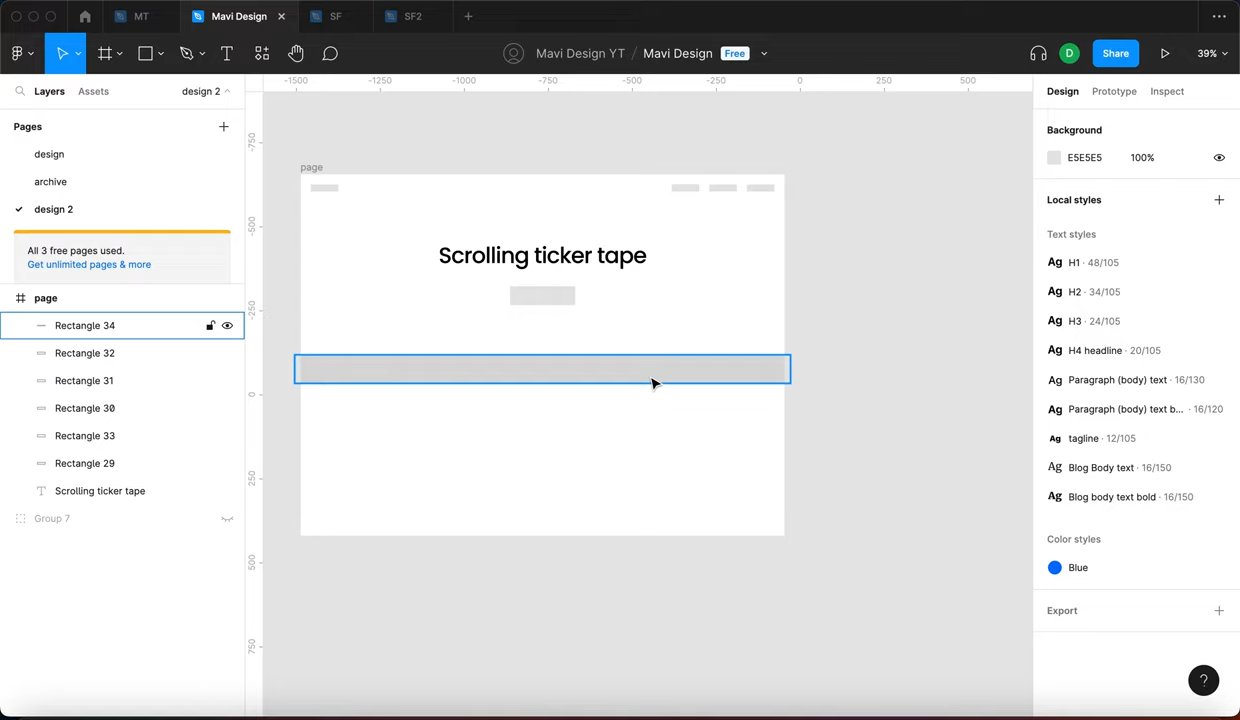 MT
Mavi Design
SF
SF2
Mavi Design YT / Mavi Design Free
D
Share
39%
Layers
Assets
design 2
-1500
-1250
-1000
-750
-500
-250
0
250
500
Design
Prototype
Inspect
Pages
design
archive
design 2
All 3 free pages used.
Get unlimited pages & more
page
Rectangle 34
Rectangle 32
Rectangle 31
Rectangle 30
Rectangle 33
Rectangle 29
Scrolling ticker tape
Group 7
-750
-500
-250
0
250
500
750
page
Scrolling ticker tape
Background
E5E5E5
100%
Local styles
Text styles
Ag H1 · 48/105
Ag H2 · 34/105
Ag H3 · 24/105
Ag H4 headline · 20/105
Ag Paragraph (body) text · 16/130
Ag Paragraph (body) text b... · 16/120
Ag tagline · 12/105
Ag Blog Body text · 16/150
Ag Blog body text bold · 16/150
Color styles
Blue
Export
?